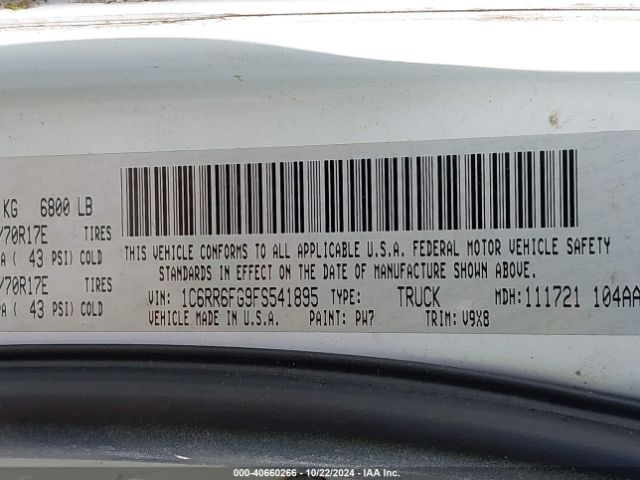 KG 6800 LB
/70R17E TIRES
A ( 43 PSI) COLD
/70R17E TIRES
PA ( 43 PSI) COLD
THIS VEHICLE CONFORMS TO ALL APPLICABLE U.S.A. FEDERAL MOTOR VEHICLE SAFETY
STANDARDS IN EFFECT ON THE DATE OF MANUFACTURE SHOWN ABOVE.
VIN: 1C6RR6FG9FS541895 TYPE: TRUCK MDH: 111721 104AA
VEHICLE MADE IN U.S.A. PAINT: PW7 TRIM: V9X8
000-40660266 - 10/22/2024 - IAA Inc.